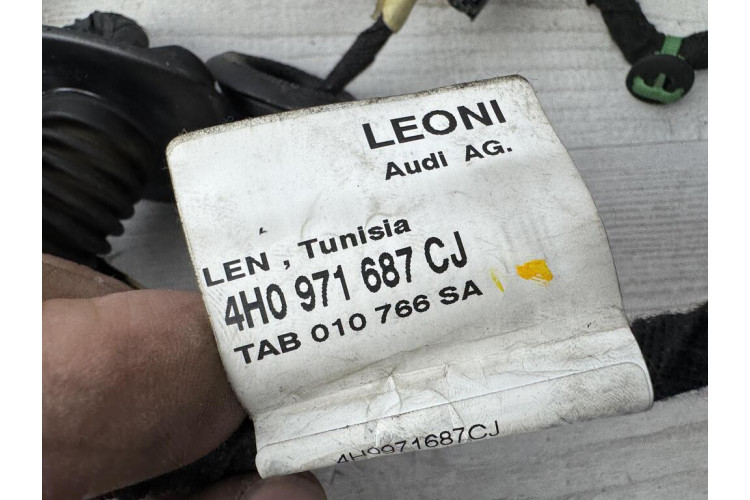 LEONI
Audi AG.
LEN , Tunisia
4H0 971 687 CJ
TAB 010 766 SA
4H0971687CJ